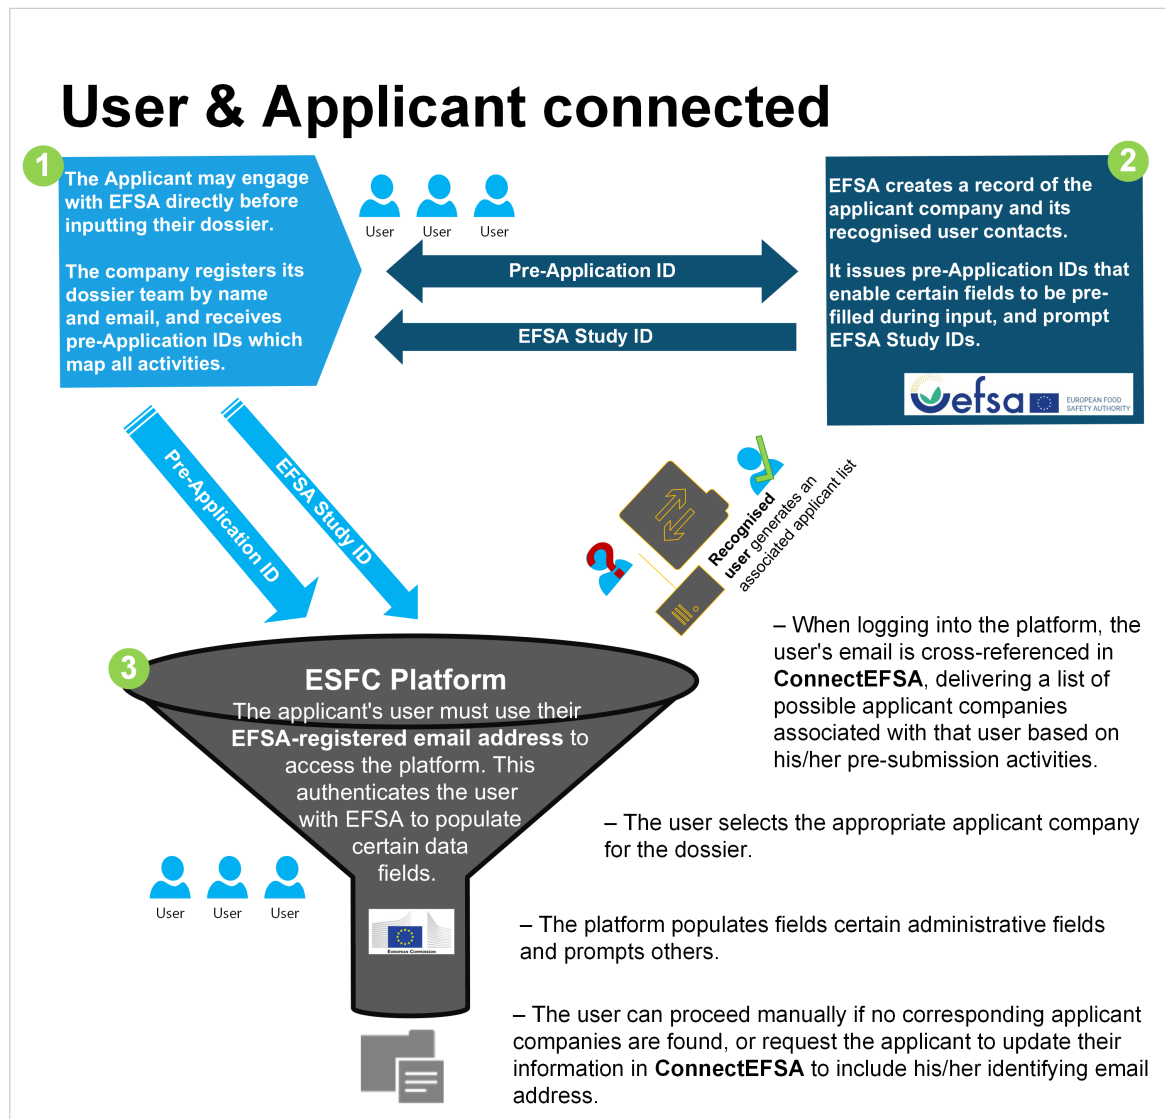 User & Applicant connected
1
The Applicant may engage
with EFSA directly before
inputting their dossier.
The company registers its
dossier team by name
and email, and receives
pre-Application IDs which
map all activities.
User User User
Pre-Application ID
EFSA Study ID
2
EFSA creates a record of the
applicant company and its
recognised user contacts.
It issues pre-Application IDs that
enable certain fields to be pre-
filled during input, and prompt
EFSA Study IDs.
efsa
EUROPEAN FOOD
SAFETY AUTHORITY
Pre-Application ID
EFSA Study ID
Recognised
user generates an
associated applicant list
3
ESFC Platform
The applicant's user must use their
EFSA-registered email address to
access the platform. This
authenticates the user
with EFSA to populate
certain data
fields.
User User User
European Commission
– When logging into the platform, the
user's email is cross-referenced in
ConnectEFSA, delivering a list of
possible applicant companies
associated with that user based on
his/her pre-submission activities.
– The user selects the appropriate applicant company
for the dossier.
– The platform populates fields certain administrative fields
and prompts others.
– The user can proceed manually if no corresponding applicant
companies are found, or request the applicant to update their
information in ConnectEFSA to include his/her identifying email
address.